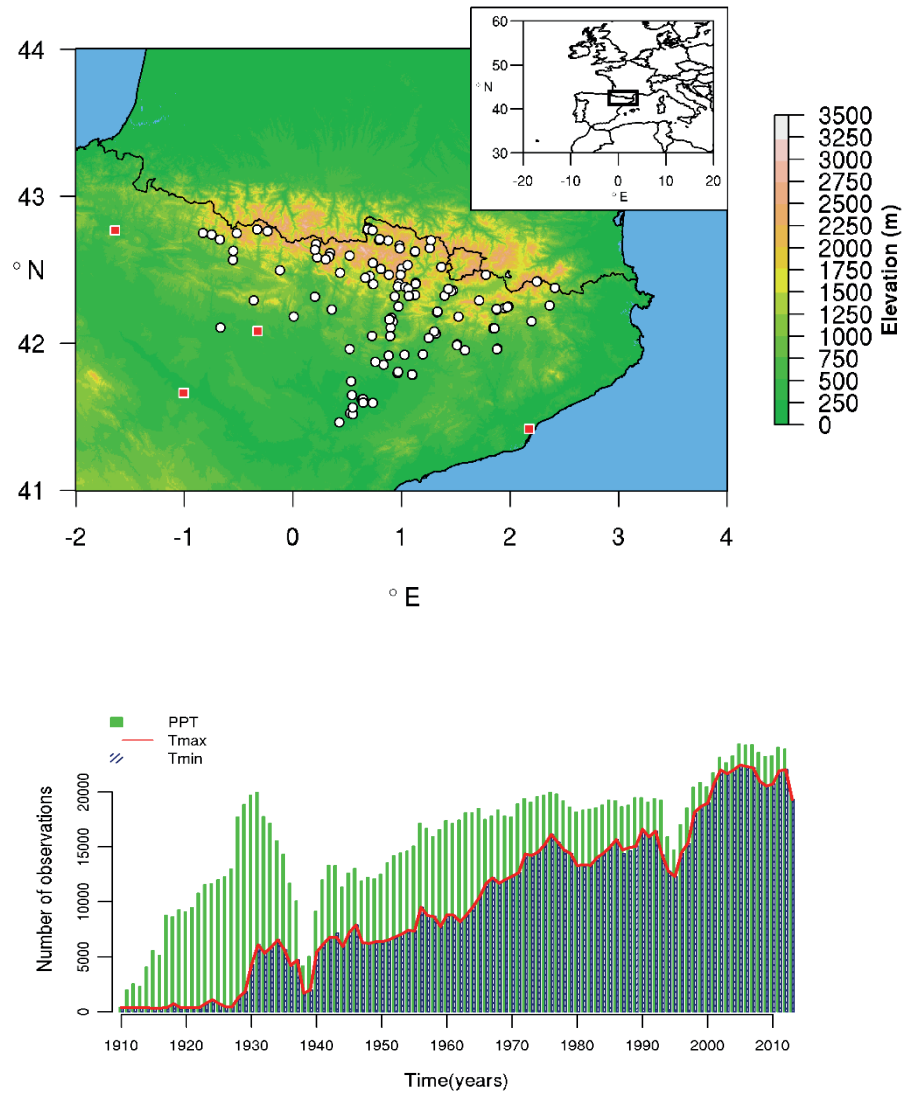 44
43
42
41
° N
-2 -1 0 1 2 3 4
° E
60
50
40
30
° N
-20 -10 0 10 20
° E
3500
3000
2500
2000
1750
1500
1250
1000
750
500
250
0
Elevation (m)
PPT
Tmax
Tmin
Number of observations
20000
15000
10000
5000
0
1910 1920 1930 1940 1950 1960 1970 1980 1990 2000 2010
Time(years)